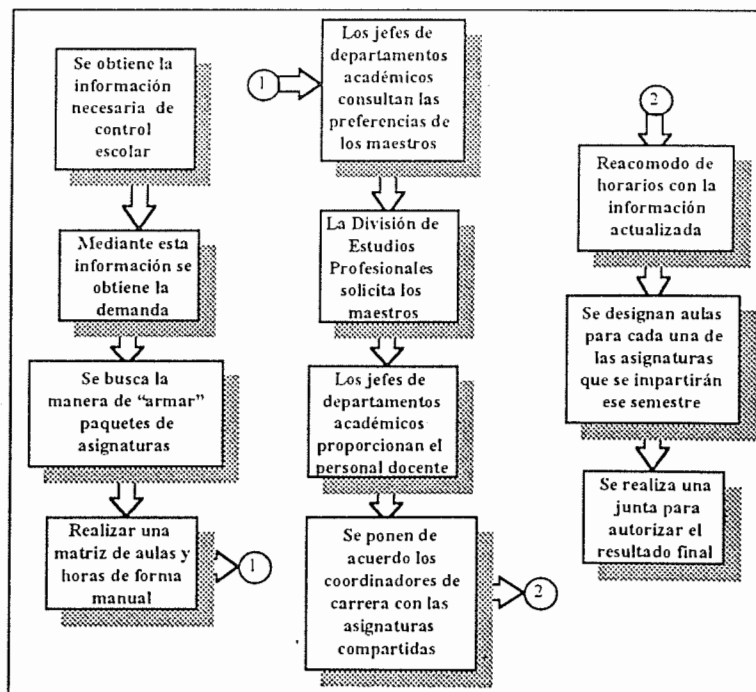 Se obtiene la
información
necesaria de
control
escolar
Mediante esta
información se
obtiene la
demanda
Se busca la
manera de “armar”
paquetes de
asignaturas
Realizar una
matriz de aulas y
horas de forma
manual
1
1
Los jefes de
departamentos
académicos
consultan las
preferencias de
los maestros
La División de
Estudios
Profesionales
solicita los
maestros
Los jefes de
departamentos
académicos
proporcionan el
personal docente
Se ponen de
acuerdo los
coordinadores de
carrera con las
asignaturas
compartidas
2
2
Reacomodo de
horarios con la
información
actualizada
Se designan aulas
para cada una de
las asignaturas
que se impartirán
ese semestre
Se realiza una
junta para
autorizar el
resultado final